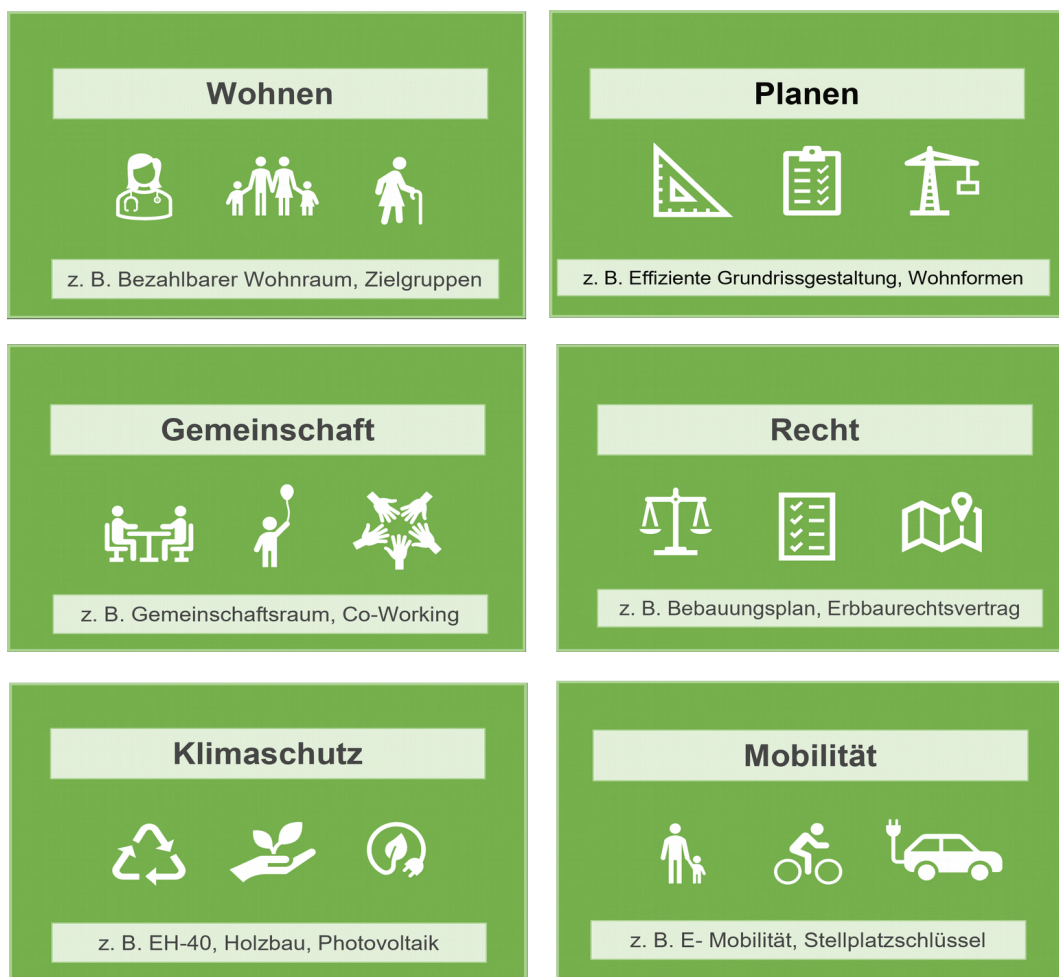 Wohnen
z. B. Bezahlbarer Wohnraum, Zielgruppen
Planen
z. B. Effiziente Grundrissgestaltung, Wohnformen
Gemeinschaft
z. B. Gemeinschaftsraum, Co-Working
Recht
z. B. Bebauungsplan, Erbbaurechtsvertrag
Klimaschutz
z. B. EH-40, Holzbau, Photovoltaik
Mobilität
z. B. E- Mobilität, Stellplatzschlüssel